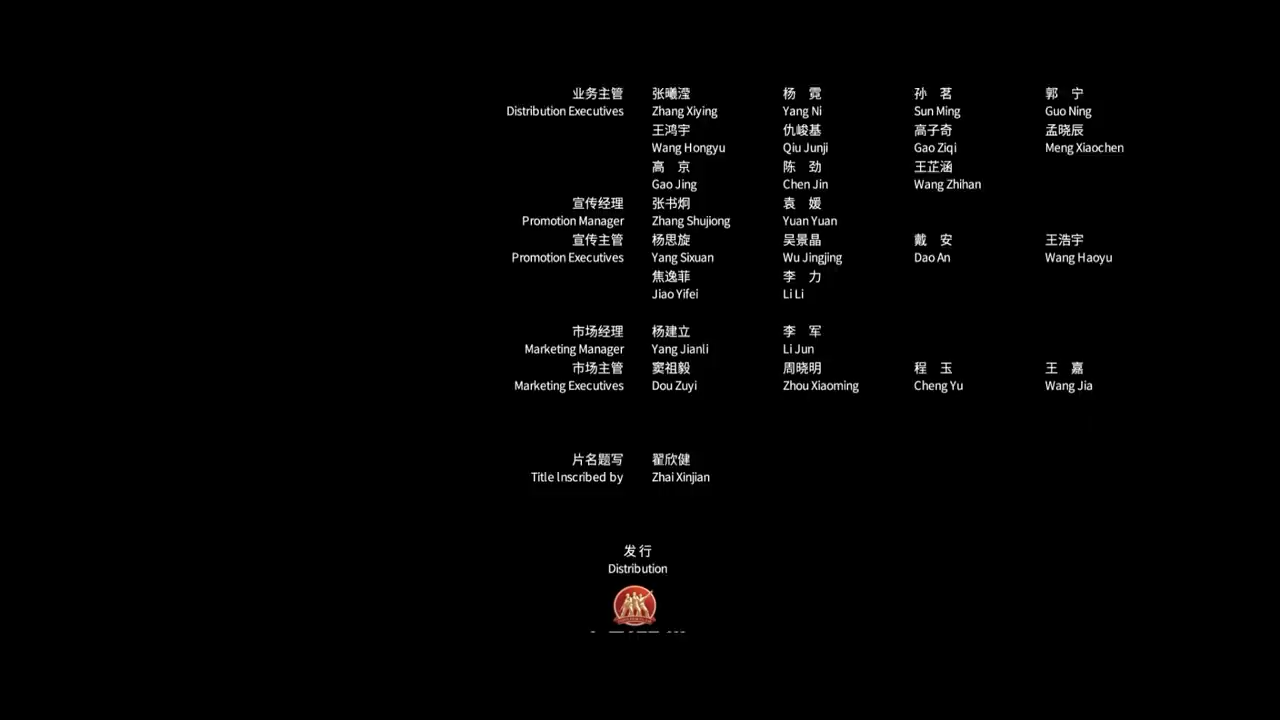 业务主管 张曦滢 杨 霓 孙 茗 郭 宁
Distribution Executives Zhang Xiying Yang Ni Sun Ming Guo Ning
王鸿宇 仇峻基 高子奇 孟晓辰
Wang Hongyu Qiu Junji Gao Ziqi Meng Xiaochen
高 京 陈 劲 王芷涵
Gao Jing Chen Jin Wang Zhihan
宣传经理 张书炯 袁 媛
Promotion Manager Zhang Shujiong Yuan Yuan
宣传主管 杨思旋 吴景晶 戴 安 王浩宇
Promotion Executives Yang Sixuan Wu Jingjing Dao An Wang Haoyu
焦逸菲 李 力
Jiao Yifei Li Li
市场经理 杨建立 李 军
Marketing Manager Yang Jianli Li Jun
市场主管 窦祖毅 周晓明 程 玉 王 嘉
Marketing Executives Dou Zuyi Zhou Xiaoming Cheng Yu Wang Jia
片名题写 翟欣健
Title Inscribed by Zhai Xinjian
发 行
Distribution